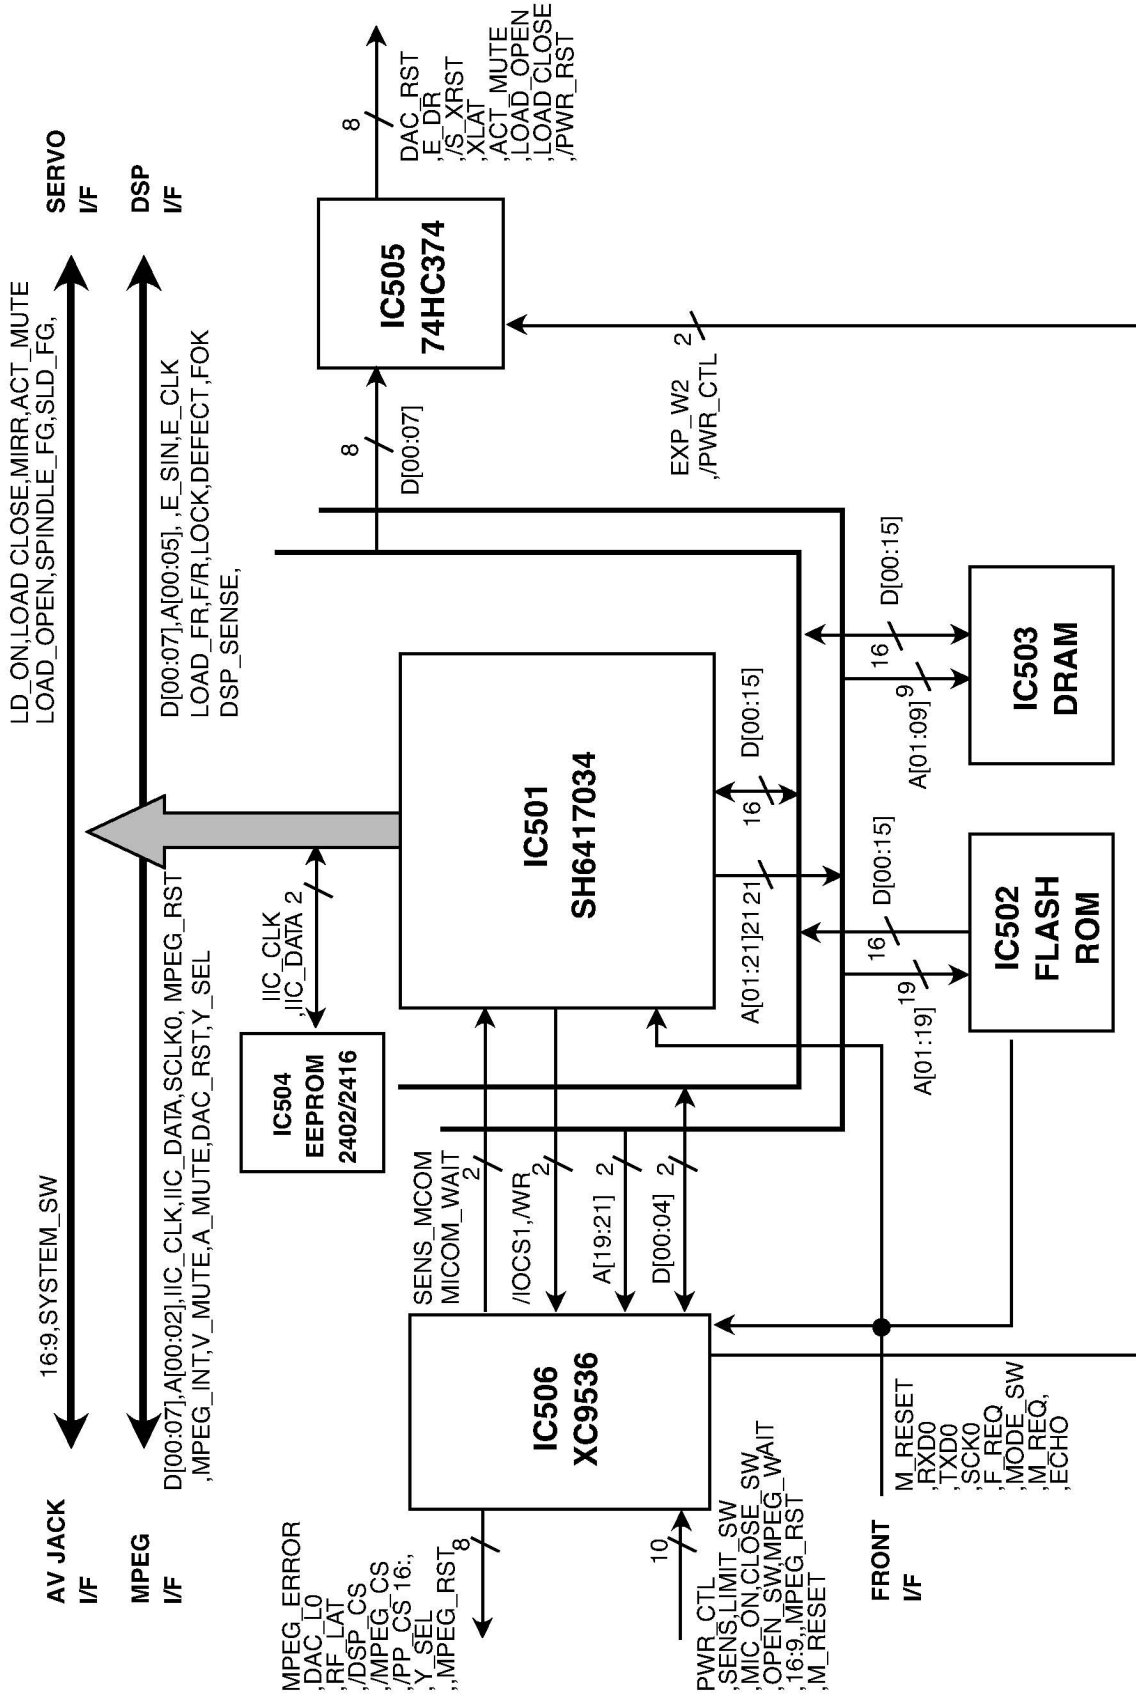 AV JACK
I/F
16:9,SYSTEM_SW
LD_ON,LOAD CLOSE,MIRR,ACT_MUTE
LOAD_OPEN,SPINDLE_FG,SLD_FG,
SERVO
I/F
MPEG
I/F
D[00:07],A[00:02],IIC_CLK,IIC_DATA,SCLK0, MPEG_RST
,MPEG_INT,V_MUTE,A_MUTE,DAC_RST,Y_SEL
D[00:07],A[00:05], ,E_SIN,E_CLK
LOAD_FR,F/R,LOCK,DEFECT,FOK
DSP_SENSE,
DSP
I/F
IC504
EEPROM
2402/2416
IIC_CLK
,IIC_DATA 2
MPEG_ERROR
,DAC_L0
,RF_LAT
,/DSP_CS
,/MPEG_CS
,/PP_CS 16:,
,Y_SEL
,,MPEG_RST
8
IC506
XC9536
SENS_MCOM
MICOM_WAIT
2
/IOCS1,/WR
2
A[19:21]
2
D[00:04]
2
IC501
SH6417034
D[00:07]
8
IC505
74HC374
8
DAC_RST
,E_DR
,/S_XRST
,XLAT
,ACT_MUTE
,LOAD_OPEN
,LOAD CLOSE
,/PWR_RST
EXP_W2
,/PWR_CTL
2
10
PWR_CTL
,SENS,LIMIT_SW
,MIC_ON,CLOSE_SW
,OPEN_SW,MPEG_WAIT
,16:9,,MPEG_RST
,M_RESET
A[01:21]21
21
16
D[00:15]
A[01:19]
19
16
D[00:15]
A[01:09]
9
16
D[00:15]
IC502
FLASH
ROM
IC503
DRAM
FRONT
I/F
M_RESET
,RXD0
,TXD0
,SCK0
,F_REQ
,MODE_SW
,M_REQ,
,ECHO